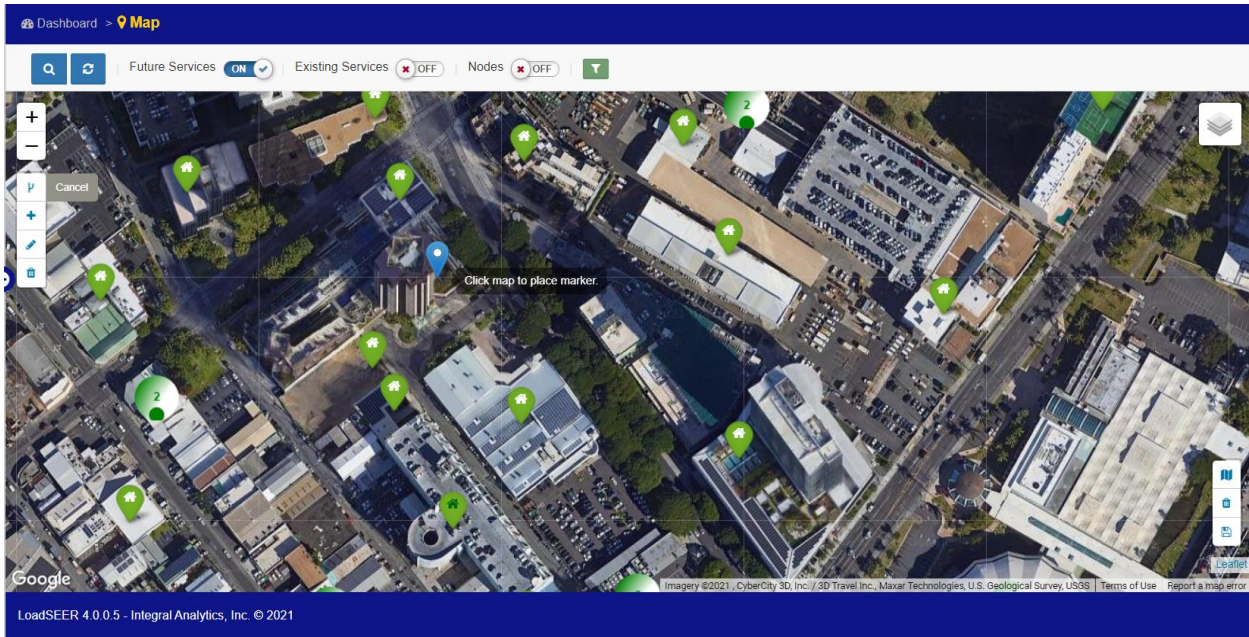 Dashboard > Map
Future Services ON Existing Services OFF Nodes OFF
+
−
2
Cancel
+
Click map to place marker.
2
Google
Leaflet
Imagery ©2021 , CyberCity 3D, Inc. / 3D Travel Inc., Maxar Technologies, U.S. Geological Survey, USGS Terms of Use Report a map error
LoadSEER 4.0.0.5 - Integral Analytics, Inc. © 2021